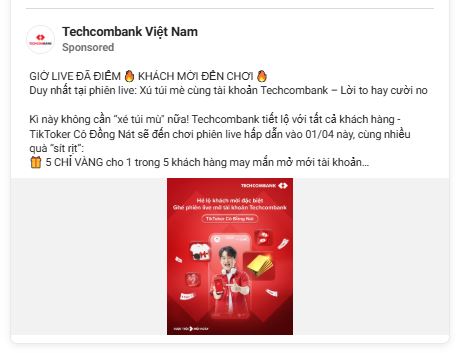 TECHCOMBANK
Techcombank Việt Nam
Sponsored
GIỜ LIVE ĐÃ ĐIỂM 🔥 KHÁCH MỜI ĐẾN CHƠI 🔥
Duy nhất tại phiên live: Xú túi mè cùng tài khoản Techcombank – Lời to hay cười no
Kì này không cần "xé túi mù" nữa! Techcombank tiết lộ với tất cả khách hàng -
TikToker Cô Đồng Nát sẽ đến chơi phiên live hấp dẫn vào 01/04 này, cùng nhiều
quà "sít rịt":
🎁 5 CHỈ VÀNG cho 1 trong 5 khách hàng may mắn mở mới tài khoản...
TECHCOMBANK
Hé lộ khách mời đặc biệt
Ghé phiên live mở tài khoản Techcombank
TikToker Cô Đồng Nát